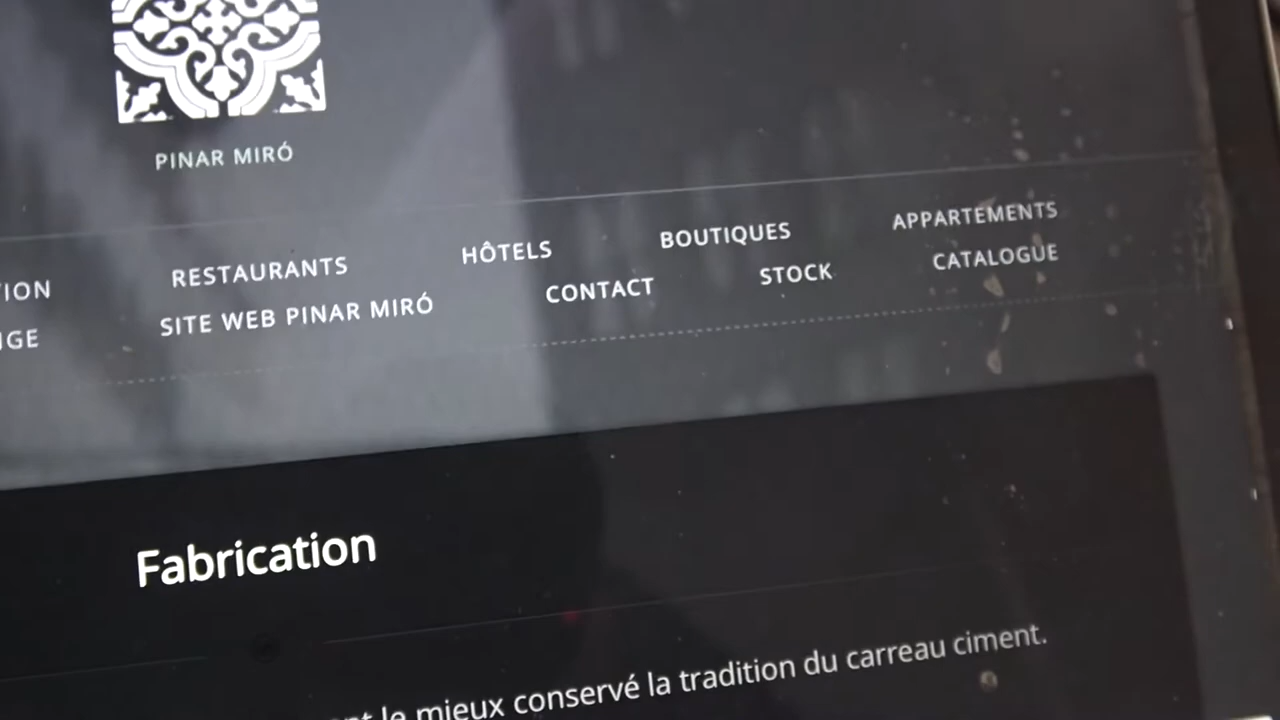 PINAR MIRÓ
RESTAURANTS HÔTELS BOUTIQUES APPARTEMENTS
SITE WEB PINAR MIRÓ CONTACT STOCK CATALOGUE
Fabrication
le mieux conservé la tradition du carreau ciment.